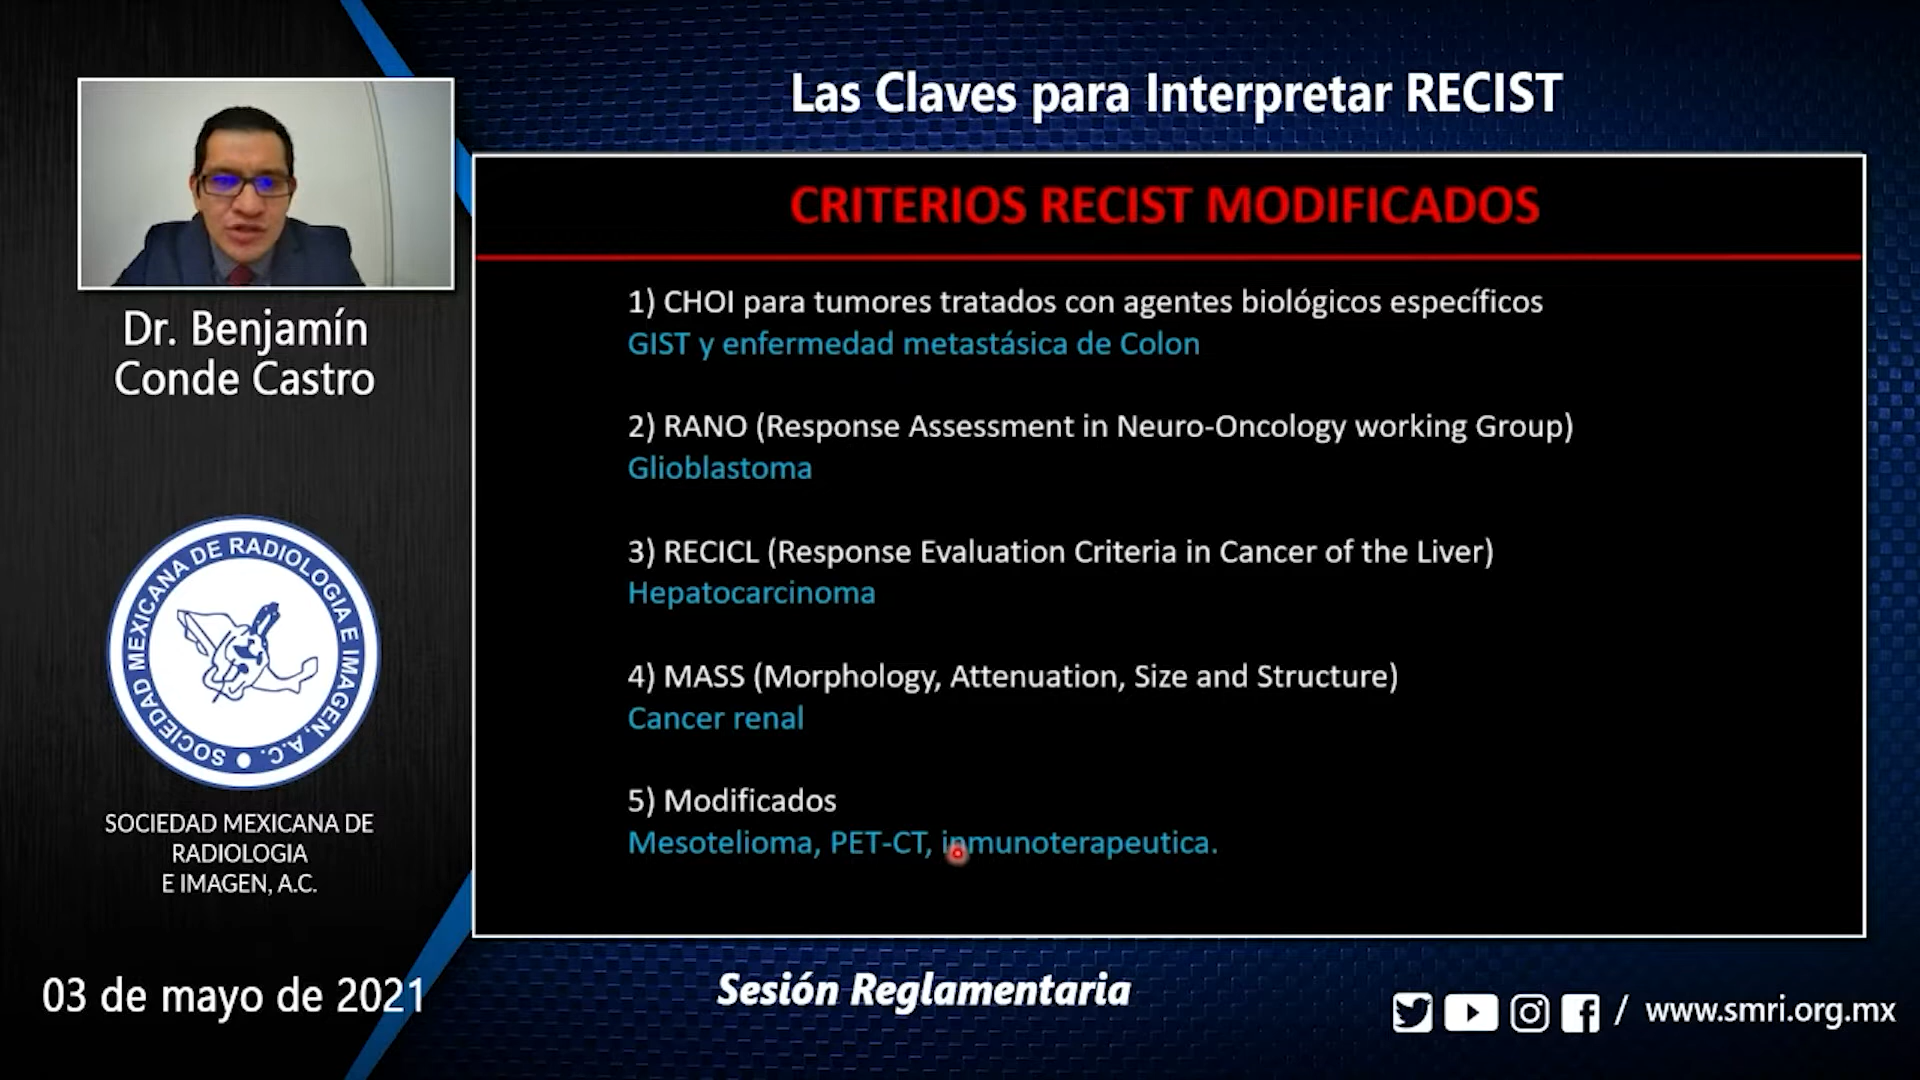 Las Claves para Interpretar RECIST
Dr. Benjamín
Conde Castro
SOCIEDAD MEXICANA DE RADIOLOGIA E IMAGEN, A.C.
SOCIEDAD MEXICANA DE
RADIOLOGIA
E IMAGEN, A.C.
03 de mayo de 2021
CRITERIOS RECIST MODIFICADOS
1) CHOI para tumores tratados con agentes biológicos específicos
GIST y enfermedad metastásica de Colon
2) RANO (Response Assessment in Neuro-Oncology working Group)
Glioblastoma
3) RECICL (Response Evaluation Criteria in Cancer of the Liver)
Hepatocarcinoma
4) MASS (Morphology, Attenuation, Size and Structure)
Cancer renal
5) Modificados
Mesotelioma, PET-CT, inmunoterapeutica.
Sesión Reglamentaria
/ www.smri.org.mx